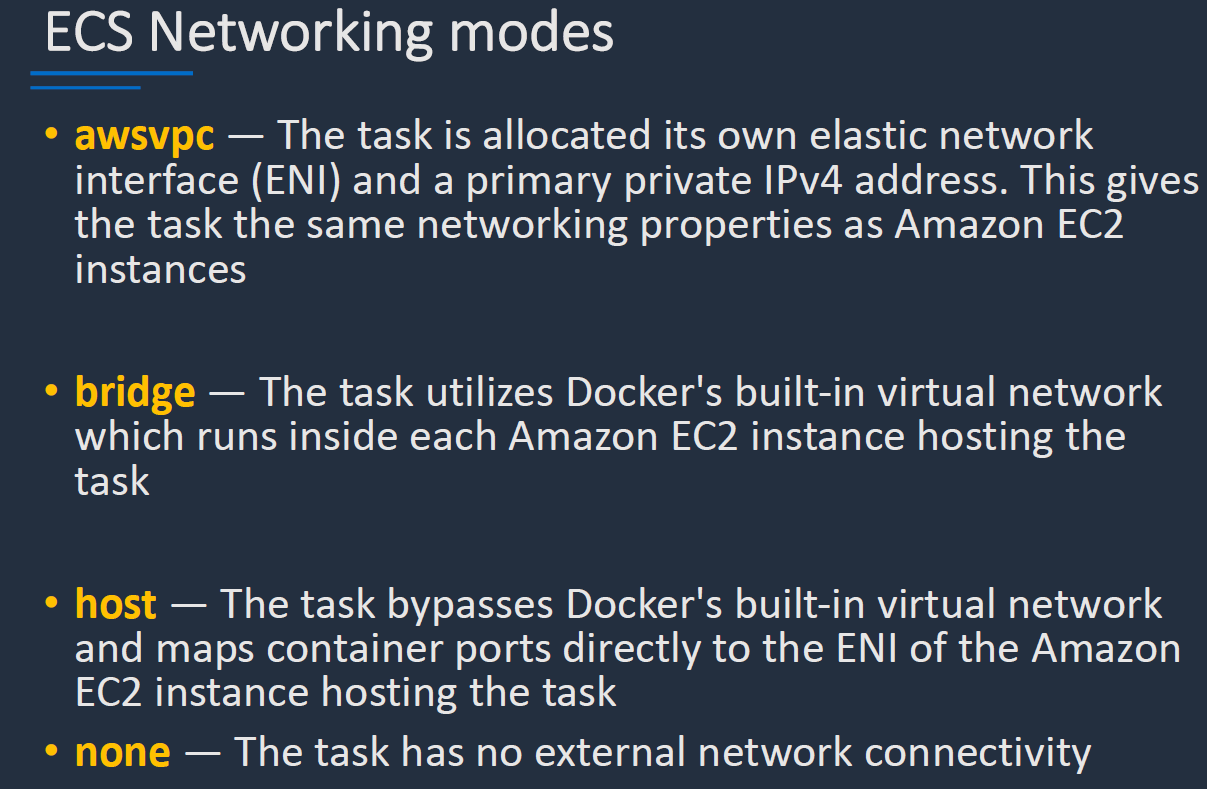 ECS Networking modes
• awsvpc — The task is allocated its own elastic network
interface (ENI) and a primary private IPv4 address. This gives
the task the same networking properties as Amazon EC2
instances
• bridge — The task utilizes Docker's built-in virtual network
which runs inside each Amazon EC2 instance hosting the
task
• host — The task bypasses Docker's built-in virtual network
and maps container ports directly to the ENI of the Amazon
EC2 instance hosting the task
• none — The task has no external network connectivity